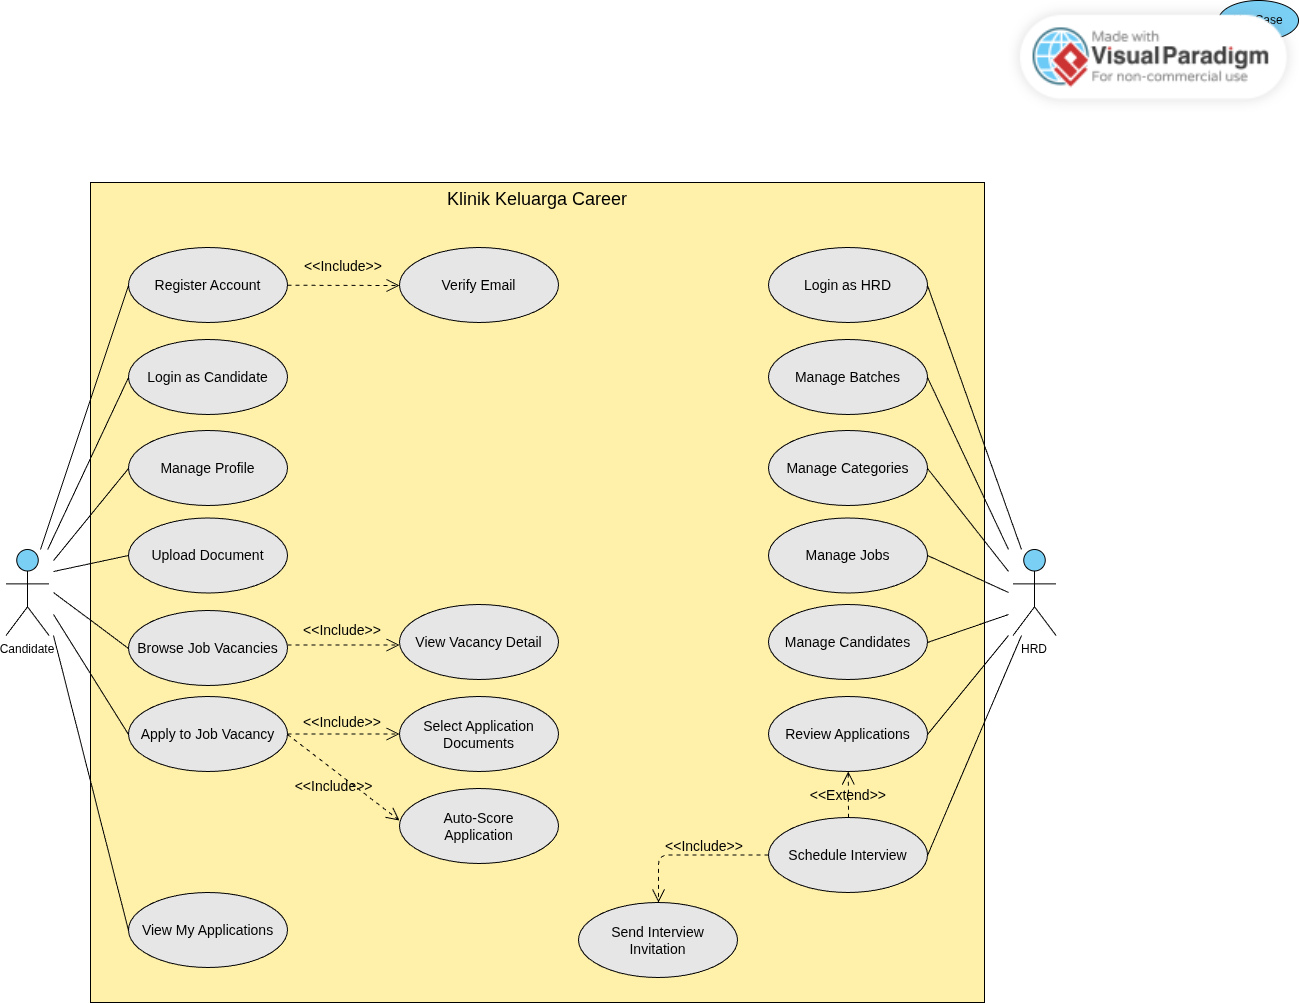 Case
Made with
Visual Paradigm
For non-commercial use
Klinik Keluarga Career
Register Account
<<Include>>
Verify Email
Login as HRD
Login as Candidate
Manage Batches
Manage Profile
Manage Categories
Upload Document
Manage Jobs
Candidate
HRD
Browse Job Vacancies
<<Include>>
View Vacancy Detail
Manage Candidates
Apply to Job Vacancy
<<Include>>
Select Application
Documents
Review Applications
<<Include>>
Auto-Score
Application
<<Extend>>
Schedule Interview
<<Include>>
Send Interview
Invitation
View My Applications